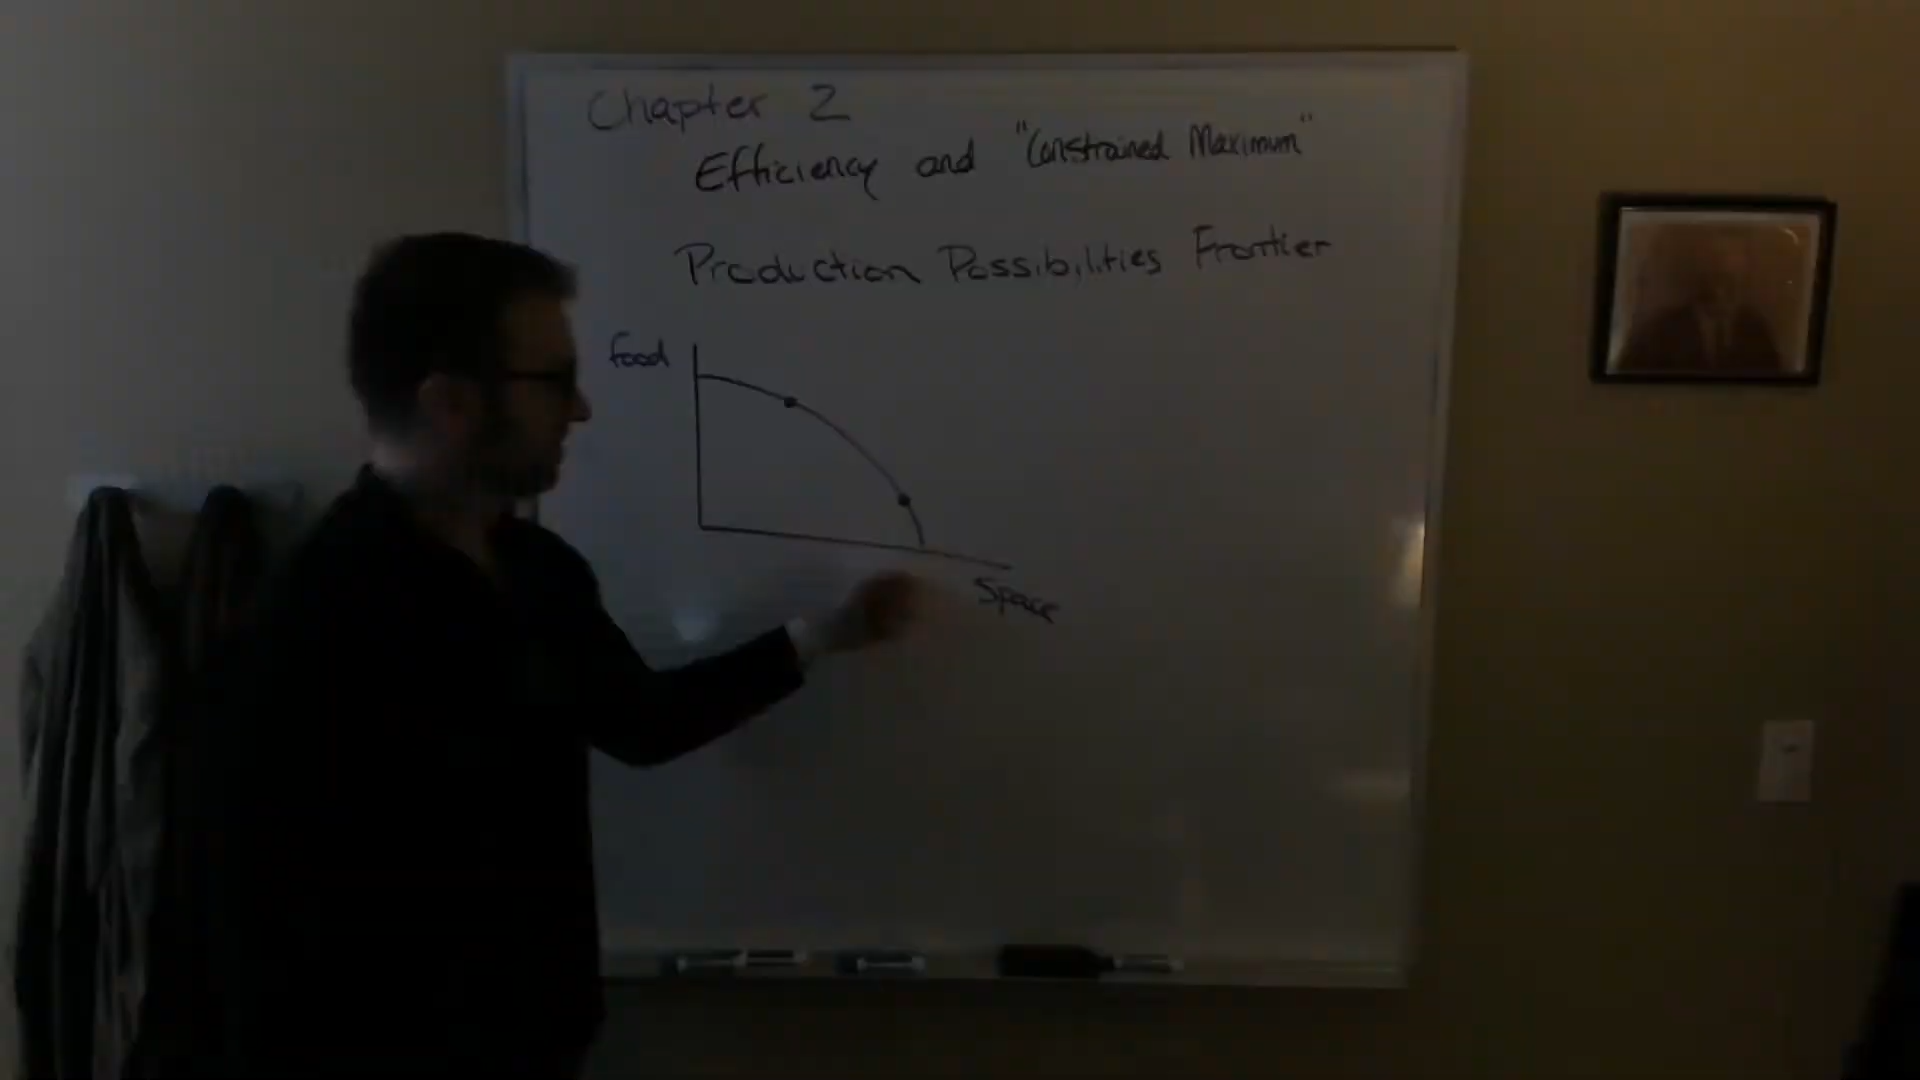 Chapter 2
Efficiency and "Constrained Maximum"
Production Possibilities Frontier
food
Space